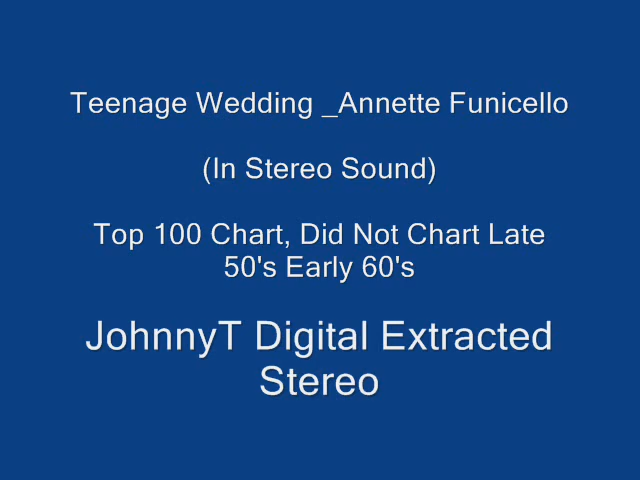 Teenage Wedding _Annette Funicello
(In Stereo Sound)
Top 100 Chart, Did Not Chart Late
50's Early 60's
JohnnyT Digital Extracted
Stereo